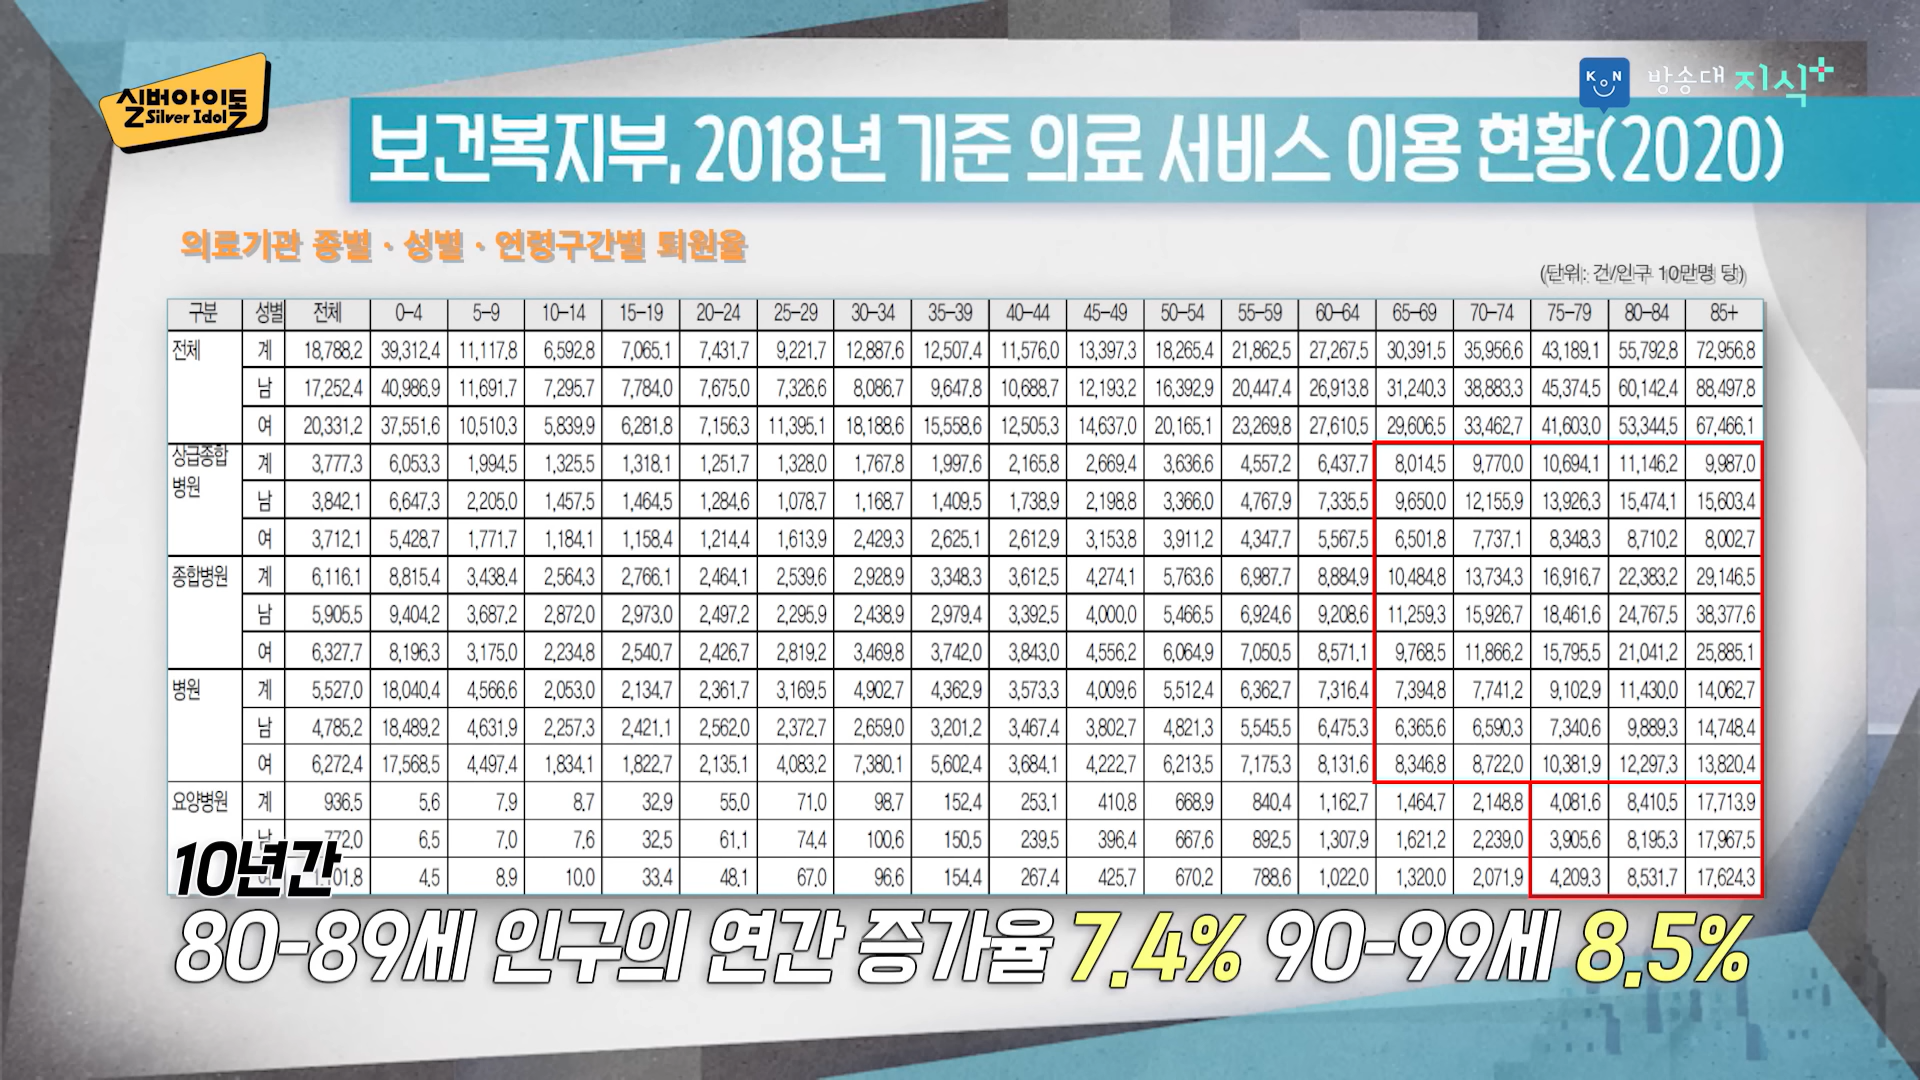 실버아이돌
Silver Idol
KON 방송대 지식+
보건복지부, 2018년 기준 의료 서비스 이용 현황(2020)
의료기관 종별 · 성별 · 연령구간별 퇴원율
(단위: 건/인구 10만명 당)
구분 성별 전체 0-4 5-9 10-14 15-19 20-24 25-29 30-34 35-39 40-44 45-49 50-54 55-59 60-64 65-69 70-74 75-79 80-84 85+
전체 계 18,788.2 39,312.4 11,117.8 6,592.8 7,065.1 7,431.7 9,221.7 12,887.6 12,507.4 11,576.0 13,397.3 18,265.4 21,862.5 27,267.5 30,391.5 35,956.6 43,189.1 55,792.8 72,956.8
남 17,252.4 40,986.9 11,691.7 7,295.7 7,784.0 7,675.0 7,326.6 8,086.7 9,647.8 10,688.7 12,193.2 16,392.9 20,447.4 26,913.8 31,240.3 38,883.3 45,374.5 60,142.4 88,497.8
여 20,331.2 37,551.6 10,510.3 5,839.9 6,281.8 7,156.3 11,395.1 18,188.6 15,558.6 12,505.3 14,637.0 20,165.1 23,269.8 27,610.5 29,606.5 33,462.7 41,603.0 53,344.5 67,466.1
상급종합병원 계 3,777.3 6,053.3 1,994.5 1,325.5 1,318.1 1,251.7 1,328.0 1,767.8 1,997.6 2,165.8 2,669.4 3,636.6 4,557.2 6,437.7 8,014.5 9,770.0 10,694.1 11,146.2 9,987.0
남 3,842.1 6,647.3 2,205.0 1,457.5 1,464.5 1,284.6 1,078.7 1,168.7 1,409.5 1,738.9 2,198.8 3,366.0 4,767.9 7,335.5 9,650.0 12,155.9 13,926.3 15,474.1 15,603.4
여 3,712.1 5,428.7 1,771.7 1,184.1 1,158.4 1,214.4 1,613.9 2,429.3 2,625.1 2,612.9 3,153.8 3,911.2 4,347.7 5,567.5 6,501.8 7,737.1 8,348.3 8,710.2 8,002.7
종합병원 계 6,116.1 8,815.4 3,438.4 2,564.3 2,766.1 2,464.1 2,539.6 2,928.9 3,348.3 3,612.5 4,274.1 5,763.6 6,987.7 8,884.9 10,484.8 13,734.3 16,916.7 22,383.2 29,146.5
남 5,905.5 9,404.2 3,687.2 2,872.0 2,973.0 2,497.2 2,295.9 2,438.9 2,979.4 3,392.5 4,000.0 5,466.5 6,924.6 9,208.6 11,259.3 15,926.7 18,461.6 24,767.5 38,377.6
여 6,327.7 8,196.3 3,175.0 2,234.8 2,540.7 2,426.7 2,819.2 3,469.8 3,742.0 3,843.0 4,556.2 6,064.9 7,050.5 8,571.1 9,768.5 11,866.2 15,795.5 21,041.2 25,885.1
병원 계 5,527.0 18,040.4 4,566.6 2,053.0 2,134.7 2,361.7 3,169.5 4,902.7 4,362.9 3,573.3 4,009.6 5,512.4 6,362.7 7,316.4 7,394.8 7,741.2 9,102.9 11,430.0 14,062.7
남 4,785.2 18,489.2 4,631.9 2,257.3 2,421.1 2,562.0 2,372.7 2,659.0 3,201.2 3,467.4 3,802.7 4,821.3 5,545.5 6,475.3 6,365.6 6,590.3 7,340.6 9,889.3 14,748.4
여 6,272.4 17,568.5 4,497.4 1,834.1 1,822.7 2,135.1 4,083.2 7,380.1 5,602.4 3,684.1 4,222.7 6,213.5 7,175.3 8,131.6 8,346.8 8,722.0 10,381.9 12,297.3 13,820.4
요양병원 계 936.5 5.6 7.9 8.7 32.9 55.0 71.0 98.7 152.4 253.1 410.8 668.9 840.4 1,162.7 1,464.7 2,148.8 4,081.6 8,410.5 17,713.9
남 772.0 6.5 7.0 7.6 32.5 61.1 74.4 100.6 150.5 239.5 396.4 667.6 892.5 1,307.9 1,621.2 2,239.0 3,905.6 8,195.3 17,967.5
여 1,101.8 4.5 8.9 10.0 33.4 48.1 67.0 96.6 154.4 267.4 425.7 670.2 788.6 1,022.0 1,320.0 2,071.9 4,209.3 8,531.7 17,624.3
10년간
80-89세 인구의 연간 증가율 7.4% 90-99세 8.5%